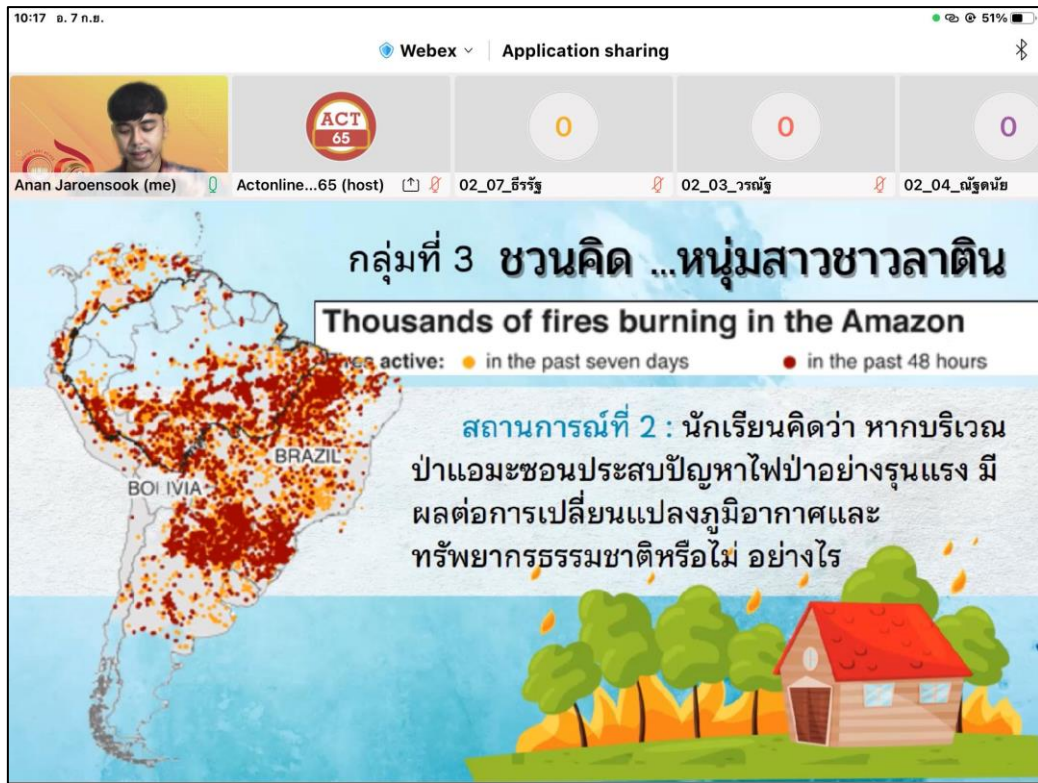 10:17 อ. 7 ก.ย.
51%
Webex
Application sharing
ACT
65
0
0
0
Anan Jaroensook (me)
Actonline...65 (host)
02_07_ธีรรัฐ
02_03_วรณัฐ
02_04_ณัฐดนัย
กลุ่มที่ 3 ชวนคิด ...หนุ่มสาวชาวลาติน
Thousands of fires burning in the Amazon
active: in the past seven days in the past 48 hours
สถานการณ์ที่ 2 : นักเรียนคิดว่า หากบริเวณ
ป่าแอมะซอนประสบปัญหาไฟป่าอย่างรุนแรง มี
ผลต่อการเปลี่ยนแปลงภูมิอากาศและ
ทรัพยากรธรรมชาติหรือไม่ อย่างไร
BRAZIL
BOLIVIA